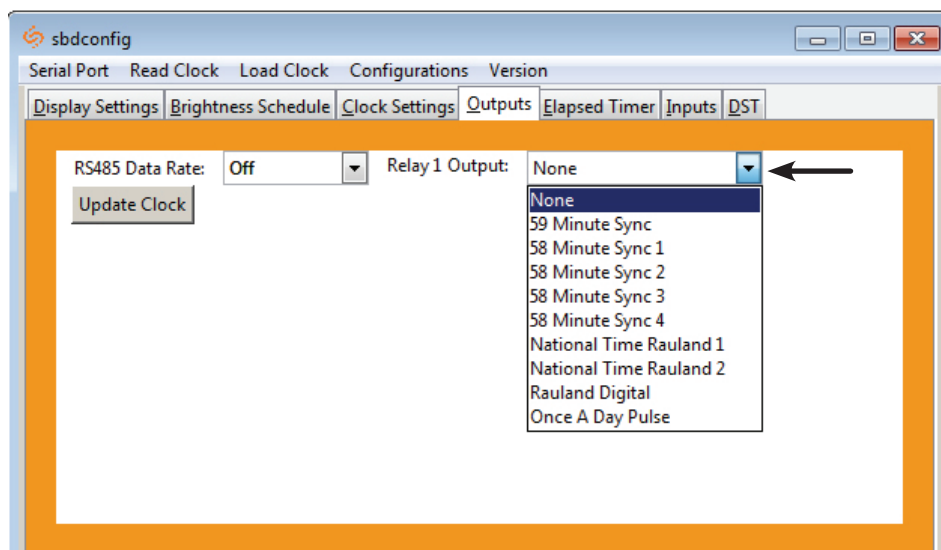 sbdconfig
Serial Port Read Clock Load Clock Configurations Version
Display Settings Brightness Schedule Clock Settings Outputs Elapsed Timer Inputs DST
RS485 Data Rate: Off Relay 1 Output: None
Update Clock
None
59 Minute Sync
58 Minute Sync 1
58 Minute Sync 2
58 Minute Sync 3
58 Minute Sync 4
National Time Rauland 1
National Time Rauland 2
Rauland Digital
Once A Day Pulse